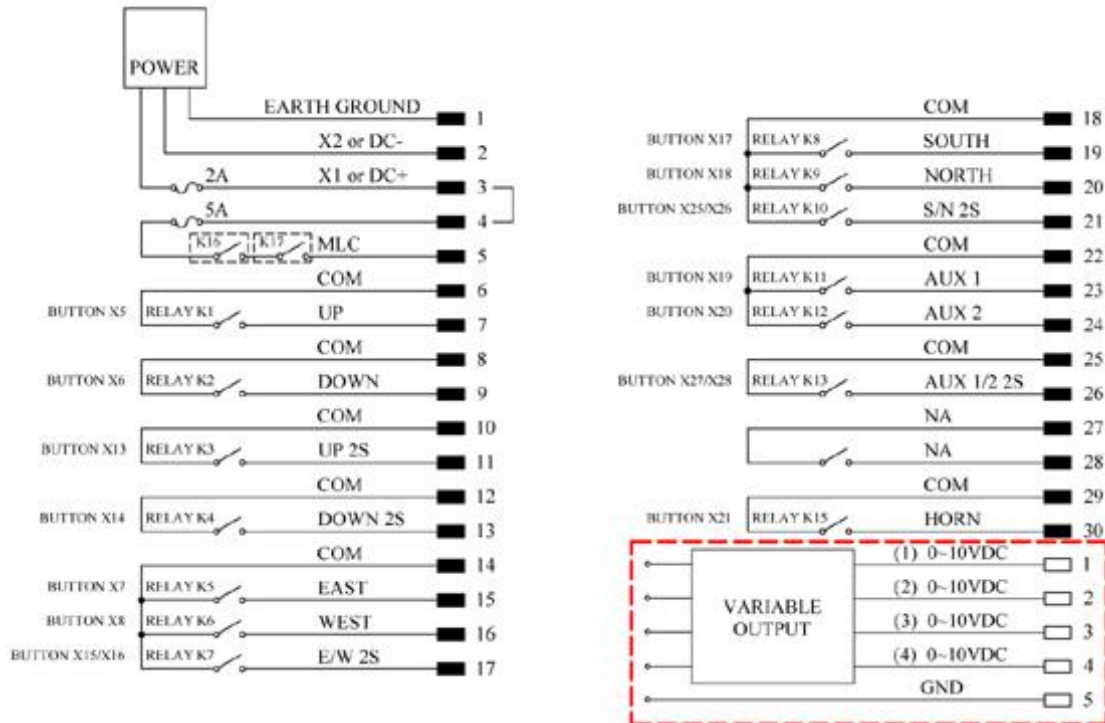 POWER
EARTH GROUND 1
X2 or DC- 2
2A X1 or DC+ 3
5A 4
K16 K17 MLC 5
COM 6
BUTTON X5 RELAY K1 UP 7
COM 8
BUTTON X6 RELAY K2 DOWN 9
COM 10
BUTTON X13 RELAY K3 UP 2S 11
COM 12
BUTTON X14 RELAY K4 DOWN 2S 13
COM 14
BUTTON X7 RELAY K5 EAST 15
BUTTON X8 RELAY K6 WEST 16
BUTTON X15/X16 RELAY K7 E/W 2S 17
COM 18
BUTTON X17 RELAY K8 SOUTH 19
BUTTON X18 RELAY K9 NORTH 20
BUTTON X25/X26 RELAY K10 S/N 2S 21
COM 22
BUTTON X19 RELAY K11 AUX 1 23
BUTTON X20 RELAY K12 AUX 2 24
COM 25
BUTTON X27/X28 RELAY K13 AUX 1/2 2S 26
NA 27
NA 28
COM 29
BUTTON X21 RELAY K15 HORN 30
VARIABLE OUTPUT
(1) 0~10VDC 1
(2) 0~10VDC 2
(3) 0~10VDC 3
(4) 0~10VDC 4
GND 5